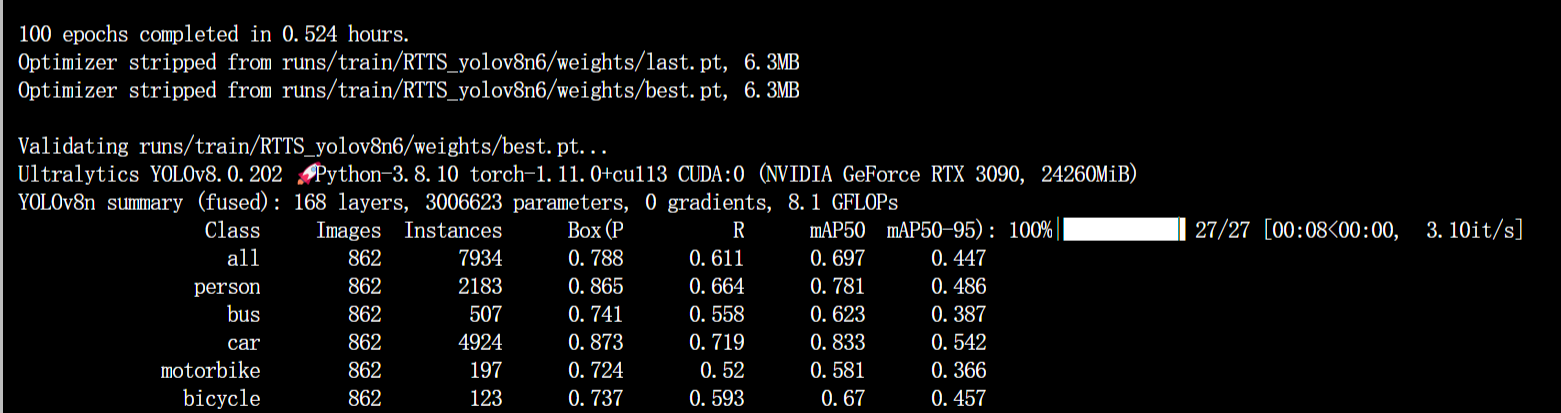 100 epochs completed in 0.524 hours.
Optimizer stripped from runs/train/RTTS_yolov8n6/weights/last.pt, 6.3MB
Optimizer stripped from runs/train/RTTS_yolov8n6/weights/best.pt, 6.3MB
Validating runs/train/RTTS_yolov8n6/weights/best.pt...
Ultralytics YOLOv8.0.202 🚀Python-3.8.10 torch-1.11.0+cu113 CUDA:0 (NVIDIA GeForce RTX 3090, 24260MiB)
YOLOv8n summary (fused): 168 layers, 3006623 parameters, 0 gradients, 8.1 GFLOPs
Class Images Instances Box(P R mAP50 mAP50-95): 100%|██████████| 27/27 [00:08<00:00, 3.10it/s]
all 862 7934 0.788 0.611 0.697 0.447
person 862 2183 0.865 0.664 0.781 0.486
bus 862 507 0.741 0.558 0.623 0.387
car 862 4924 0.873 0.719 0.833 0.542
motorbike 862 197 0.724 0.52 0.581 0.366
bicycle 862 123 0.737 0.593 0.67 0.457